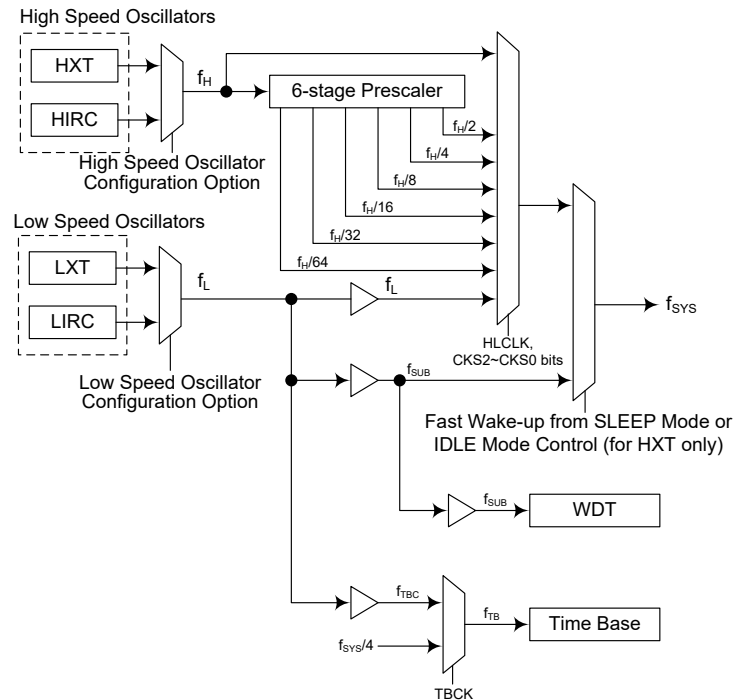 High Speed Oscillators
HXT
HIRC
fH
6-stage Prescaler
fH/2
fH/4
fH/8
fH/16
fH/32
fH/64
High Speed Oscillator
Configuration Option
Low Speed Oscillators
LXT
LIRC
fL
fL
HLCLK,
CKS2~CKS0 bits
fSYS
Low Speed Oscillator
Configuration Option
fSUB
Fast Wake-up from SLEEP Mode or
IDLE Mode Control (for HXT only)
fSUB
WDT
fTBC
fSYS/4
fTB
Time Base
TBCK